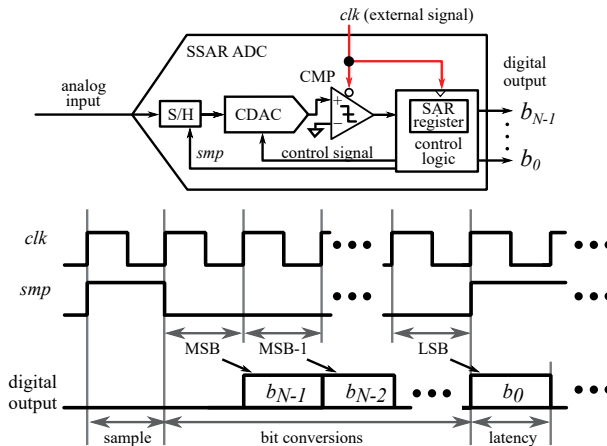 clk (external signal)
SSAR ADC
digital
output
analog
input
CMP
S/H
CDAC
+
−
SAR
register
control
logic
b_{N-1}
b_0
smp
control signal
clk
smp
MSB
MSB-1
LSB
digital
output
b_{N-1}
b_{N-2}
b_0
sample
bit conversions
latency